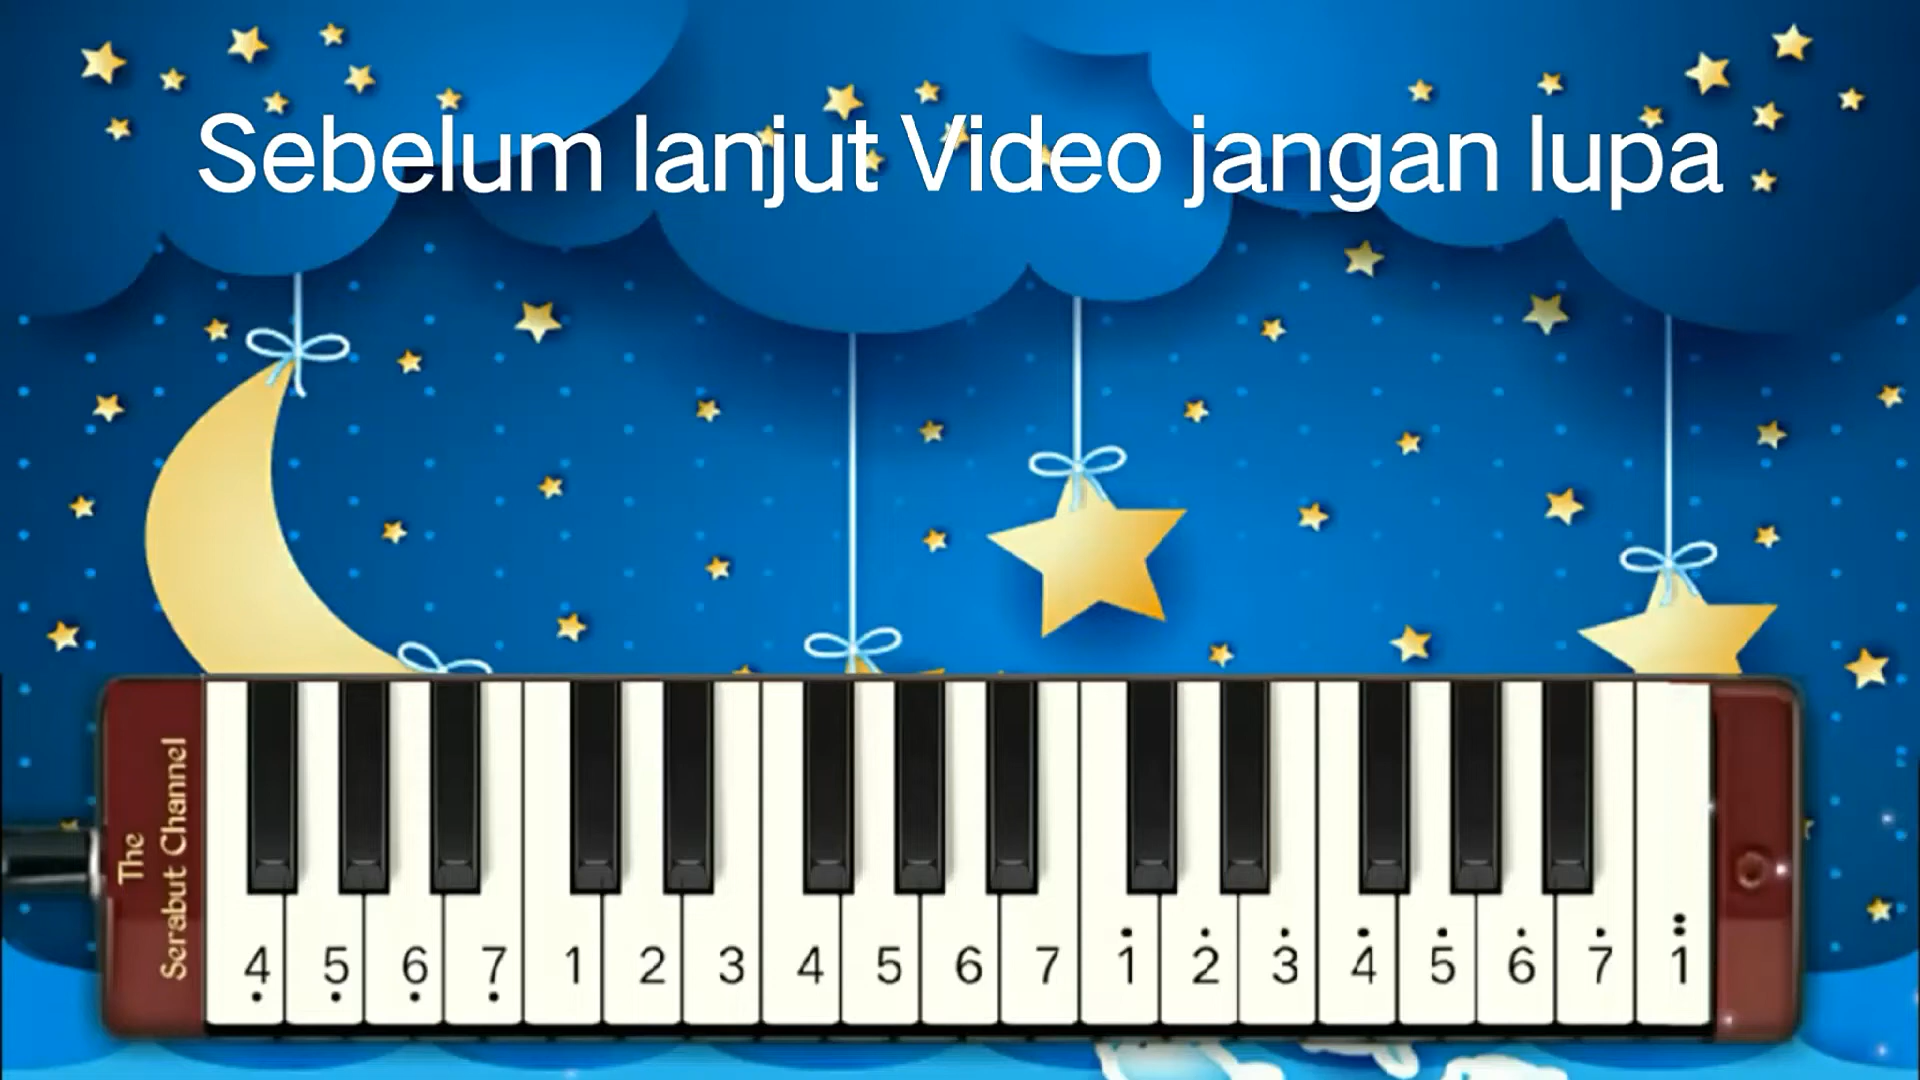 Sebelum lanjut Video jangan lupa
The
Serabut Channel
4̣ 5̣ 6̣ 7̣ 1 2 3 4 5 6 7 1̇ 2̇ 3̇ 4̇ 5̇ 6̇ 7̇ 1̈